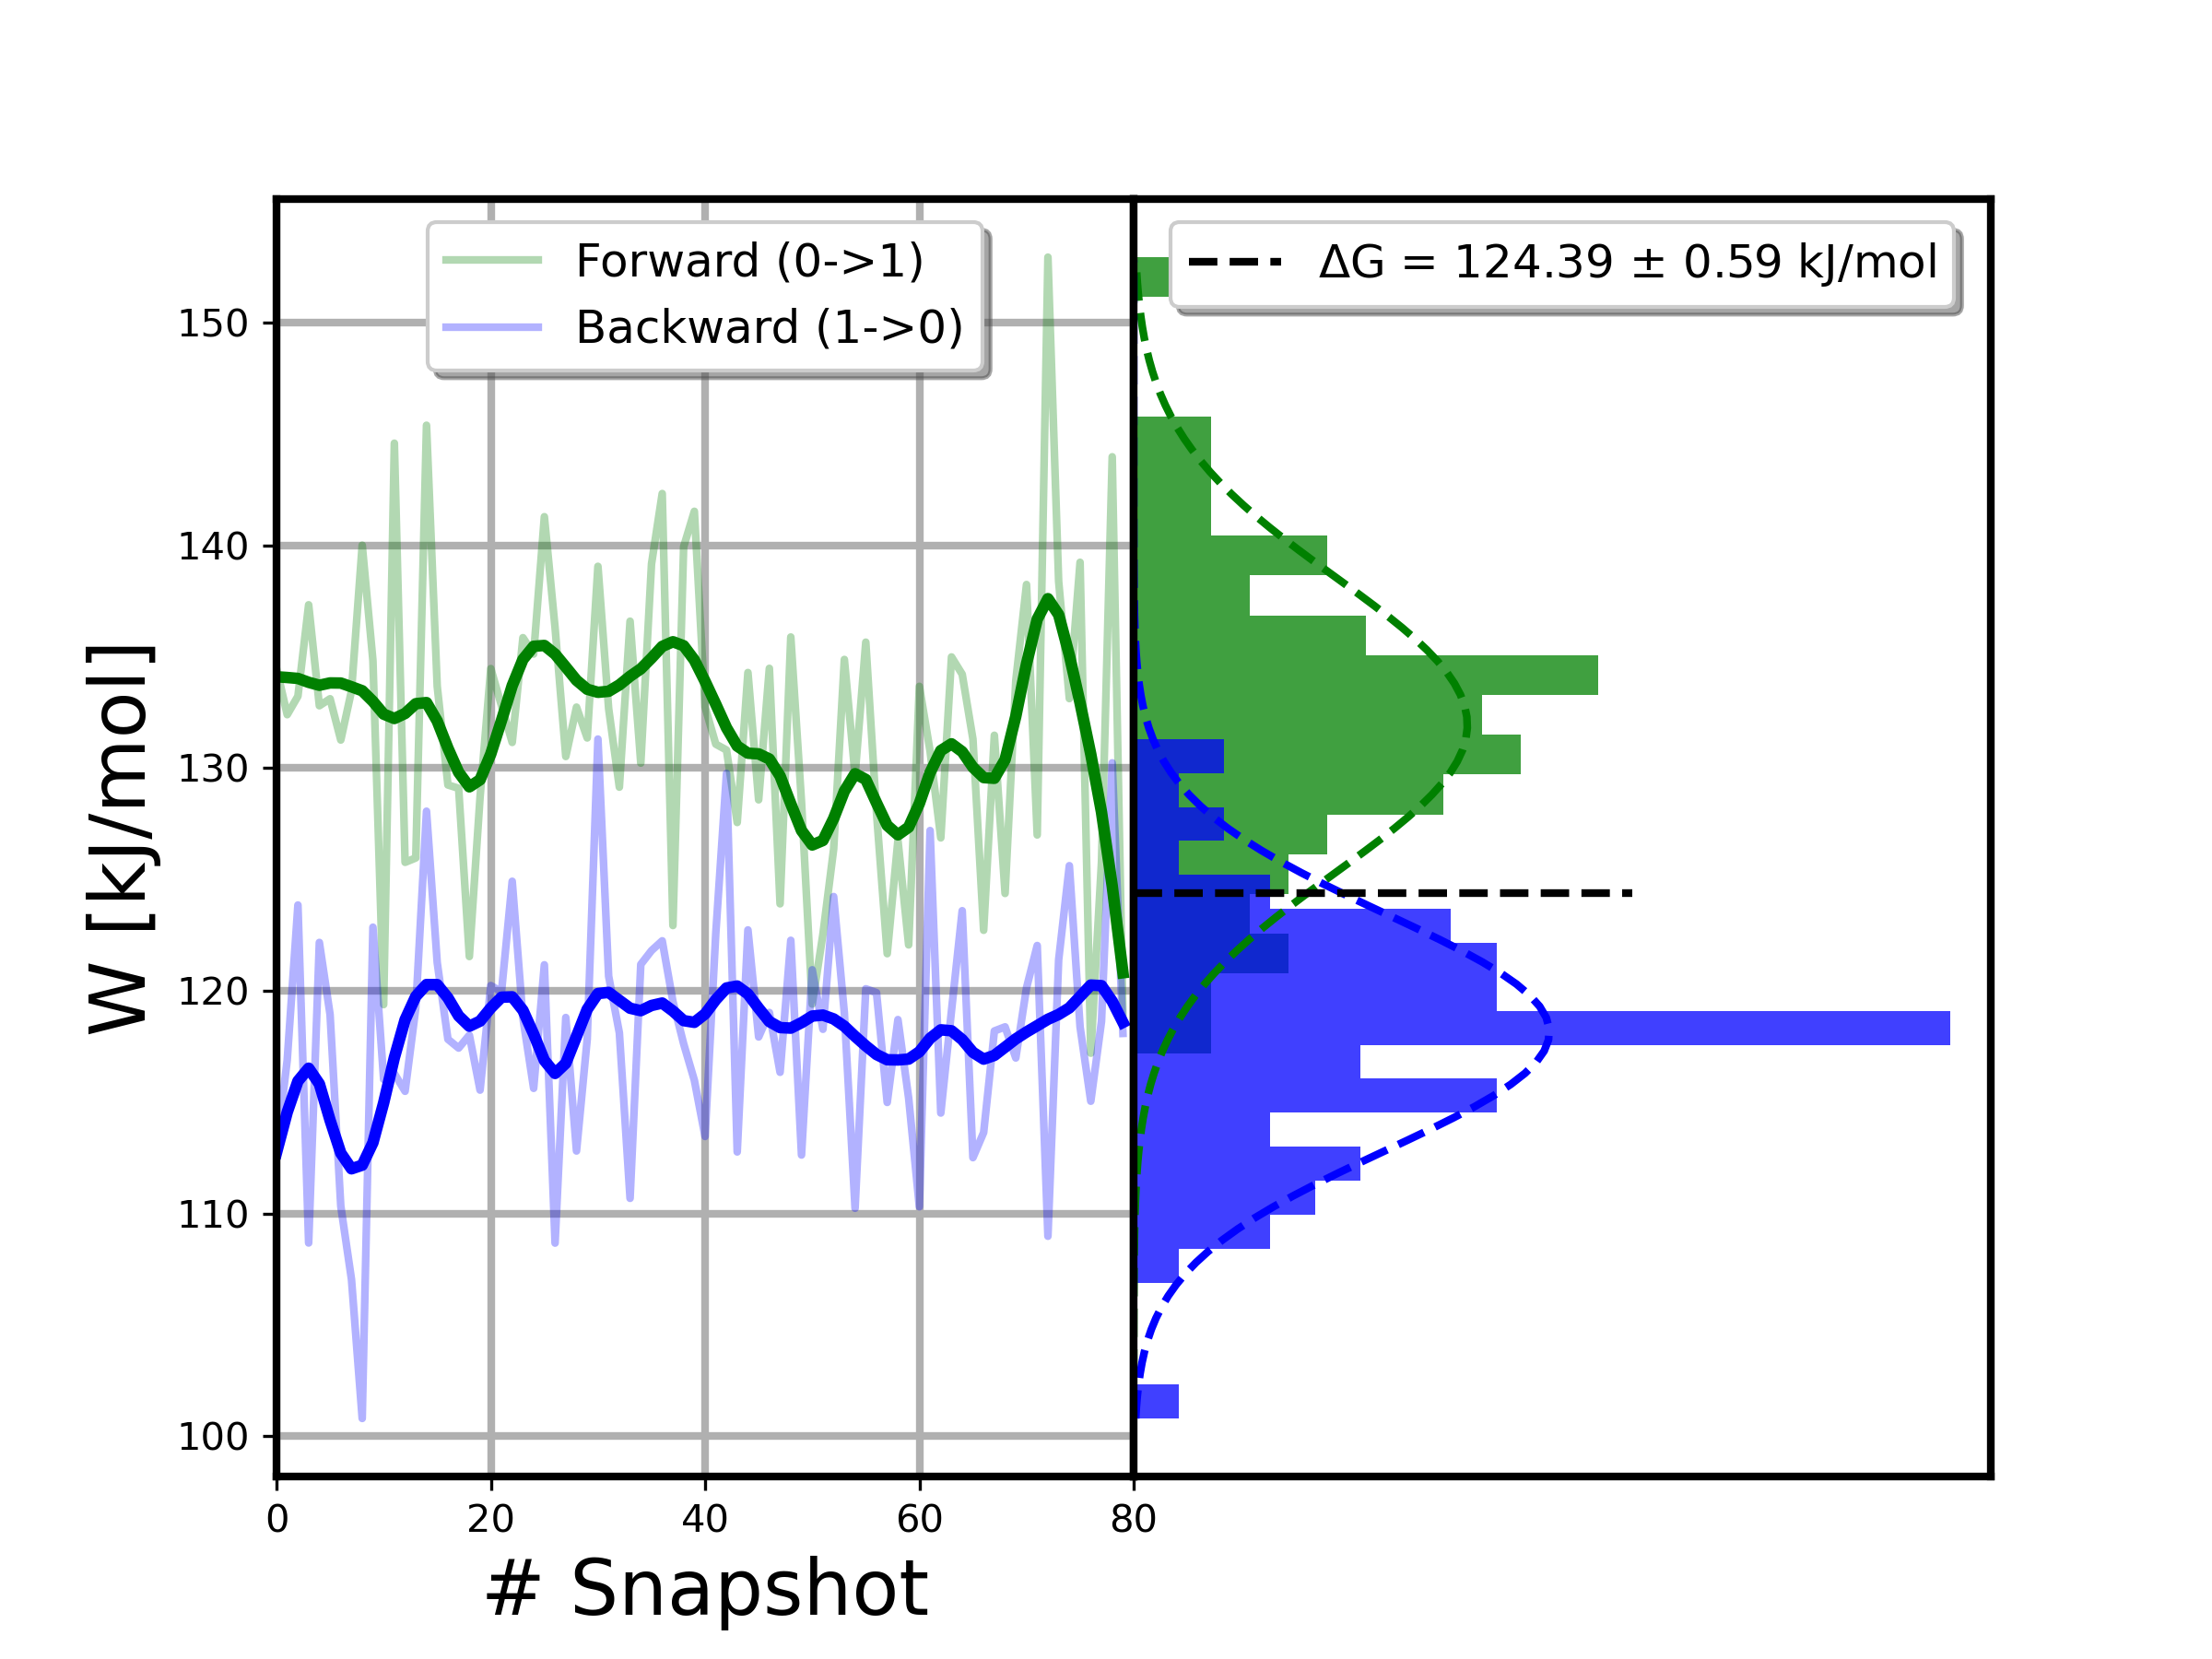 Forward (0->1)
Backward (1->0)
ΔG = 124.39 ± 0.59 kJ/mol
W [kJ/mol]
150
140
130
120
110
100
0 20 40 60 80
# Snapshot